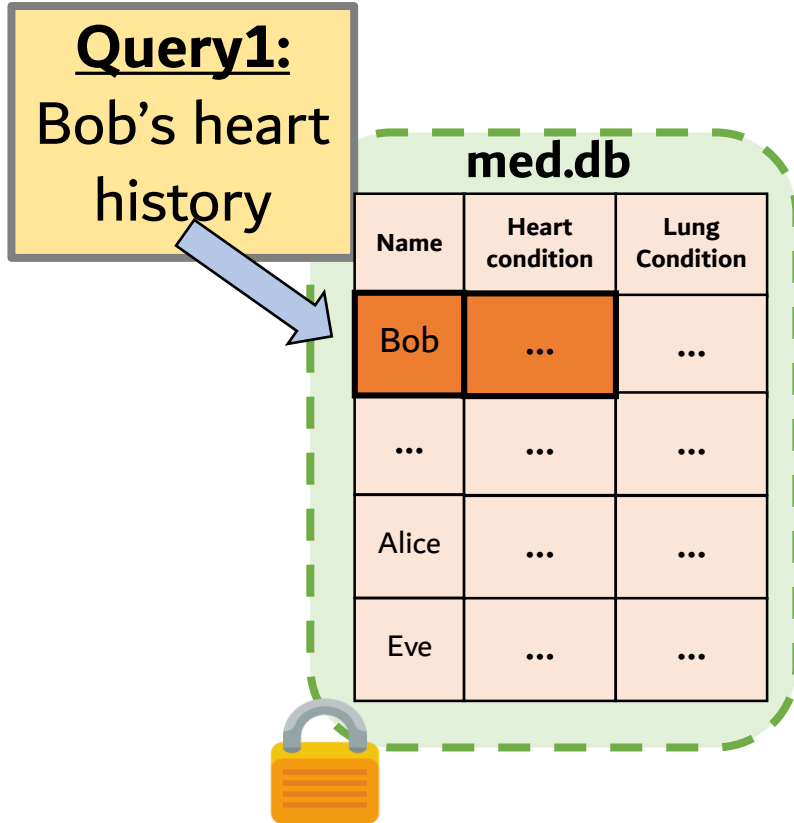 Query1:
Bob's heart
history
med.db
Name
Heart
condition
Lung
Condition
Bob
...
...
...
...
...
Alice
...
...
Eve
...
...